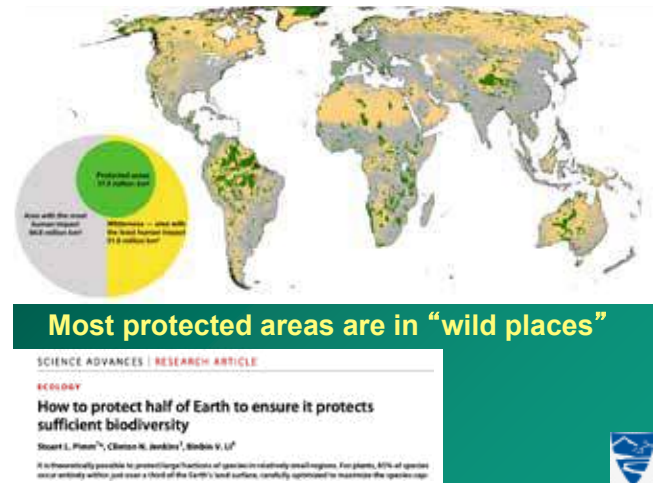 Protected areas
Area with the most
human impact
Wilderness — area with
the least human impact
Most protected areas are in “wild places”
SCIENCE ADVANCES | RESEARCH ARTICLE
ECOLOGY
How to protect half of Earth to ensure it protects
sufficient biodiversity
Stuart L. Pimm, Clinton N. Jenkins, Binbin V. Li
It is theoretically possible to protect large fractions of species in relatively small regions. For plants, 85% of species
occur entirely within just over a third of the Earth's land surface, carefully optimized to maximize the species cap-